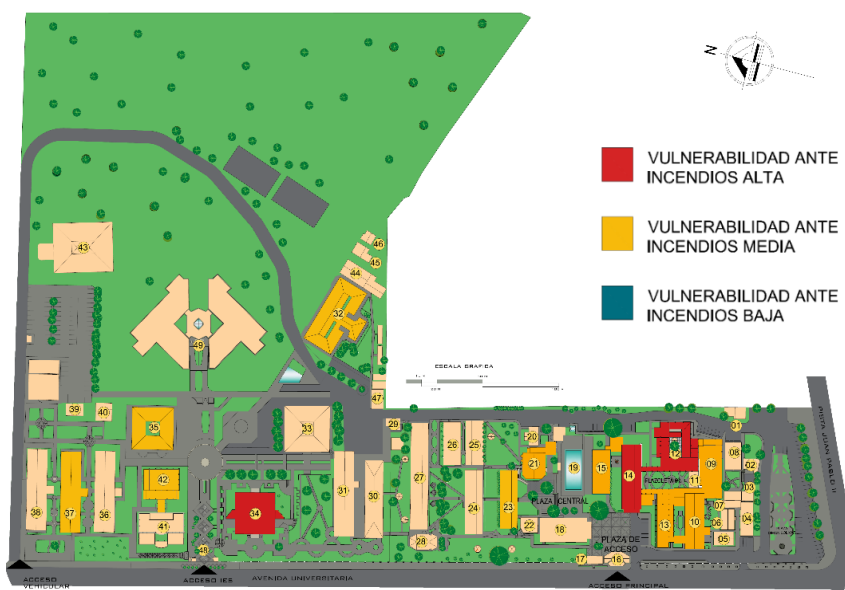 N
VULNERABILIDAD ANTE
INCENDIOS ALTA
VULNERABILIDAD ANTE
INCENDIOS MEDIA
VULNERABILIDAD ANTE
INCENDIOS BAJA
46
45
44
43
32
49
ESCALA GRAFICA
47
39
40
35
33
29
01
20
26
25
12
38
37
36
42
41
34
31
30
27
21
19
15
14
09
08
02
11
03
PLAZOLETA
24
23
PLAZA CENTRAL
07
06
04
05
13
10
22
18
28
48
17
16
PLAZA DE
ACCESO
PISTA JUAN PABLO II
ACCESO
VEHICULAR
ACCESO IES
AVENIDA UNIVERSITARIA
ACCESO PRINCIPAL